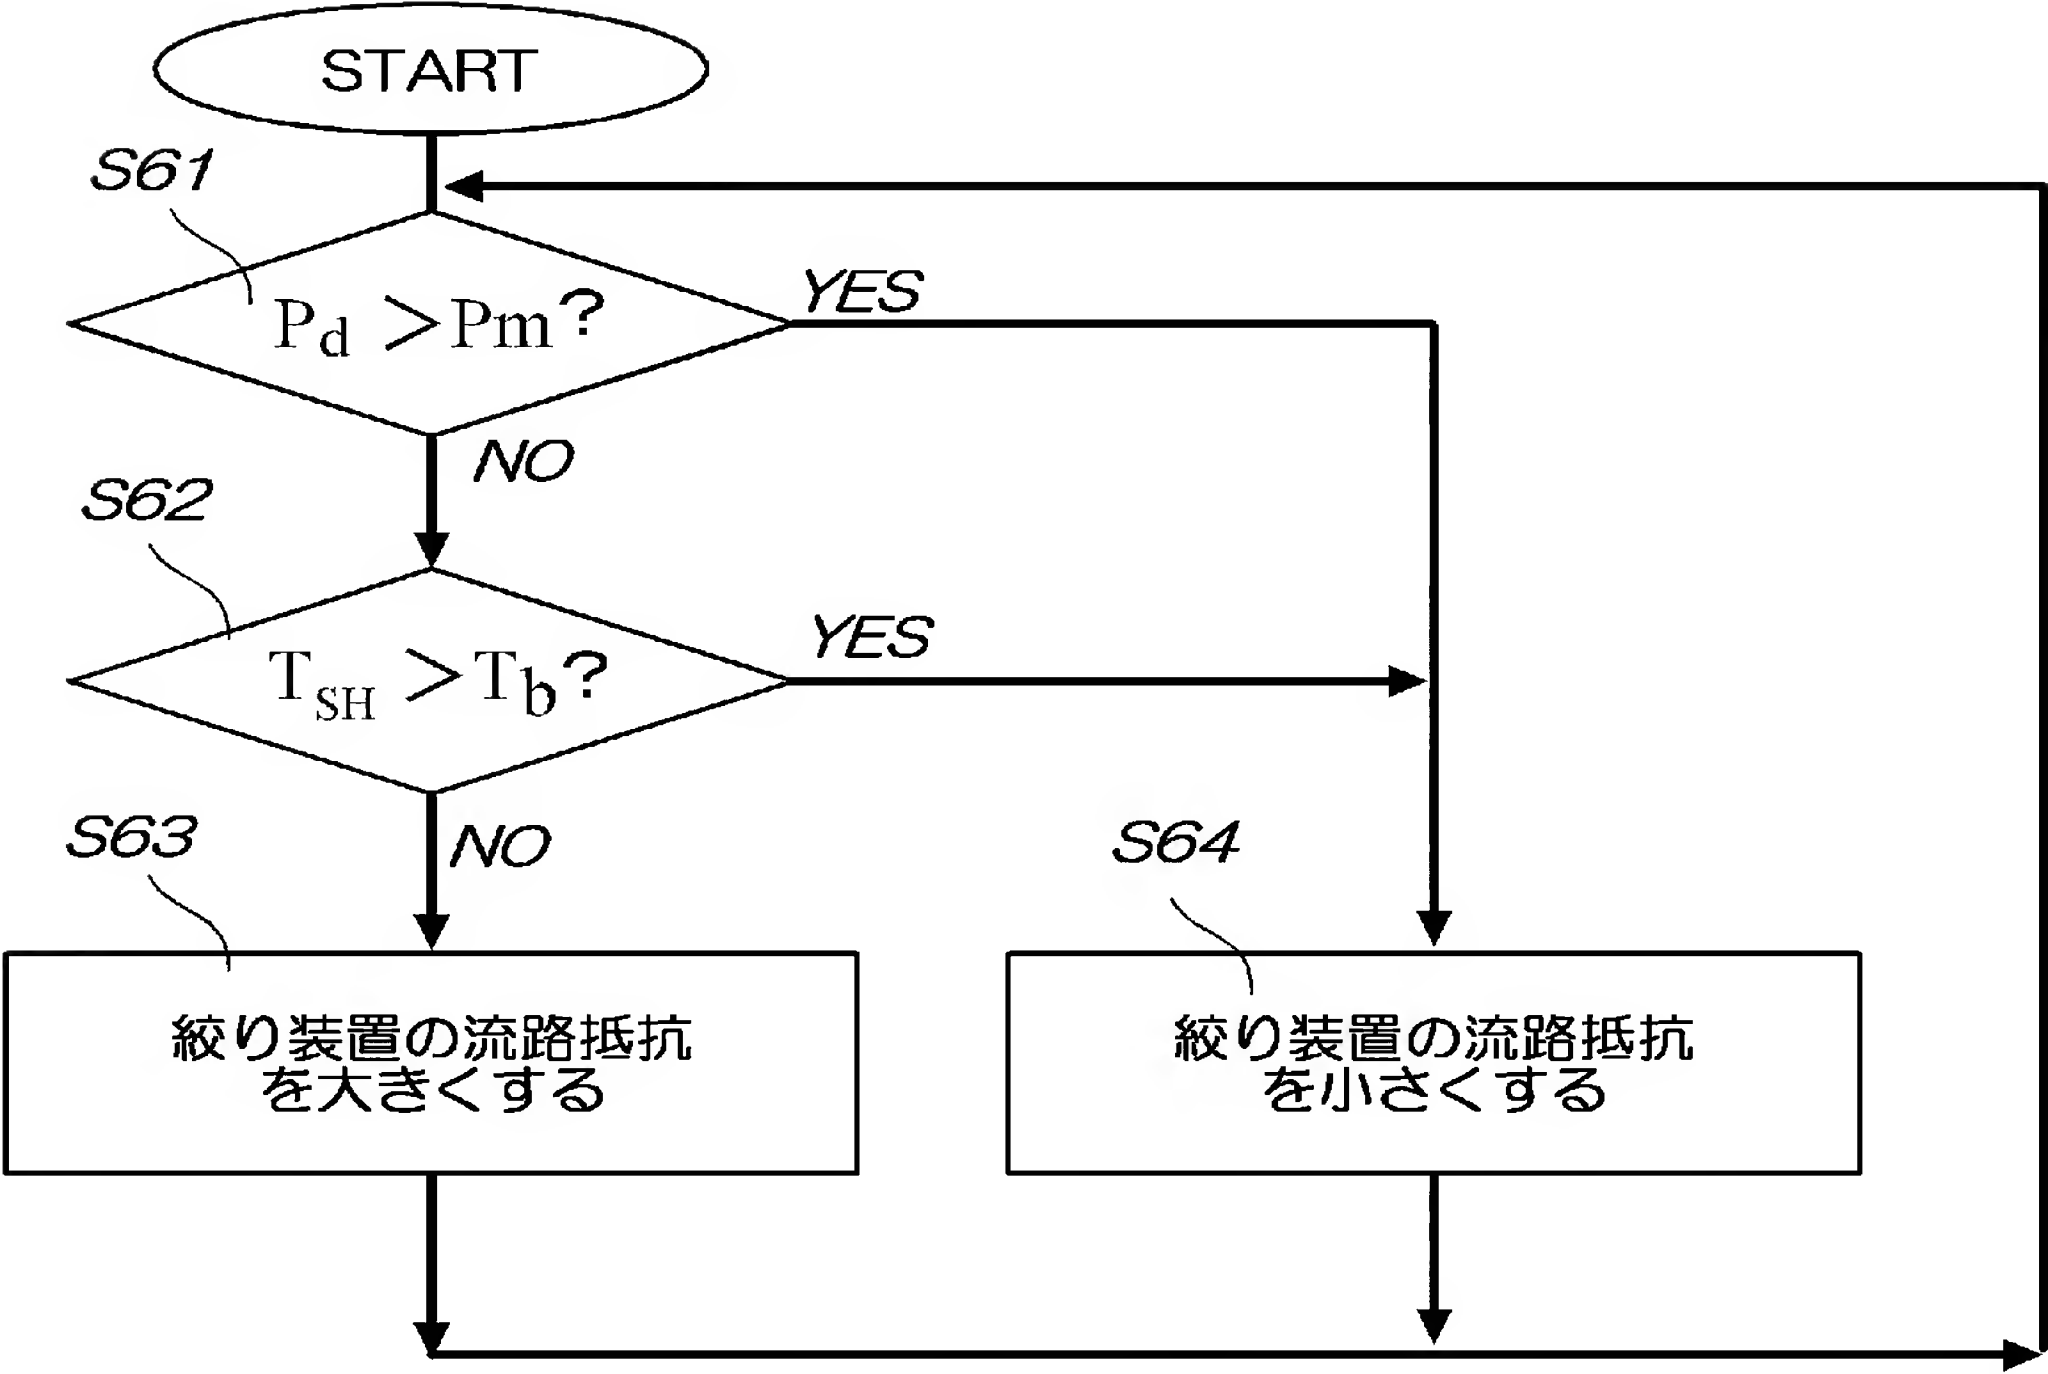 START
S61
Pd > Pm?
YES
NO
S62
TSH > Tb?
YES
NO
S63
S64
絞り装置の流路抵抗
を大きくする
絞り装置の流路抵抗
を小さくする